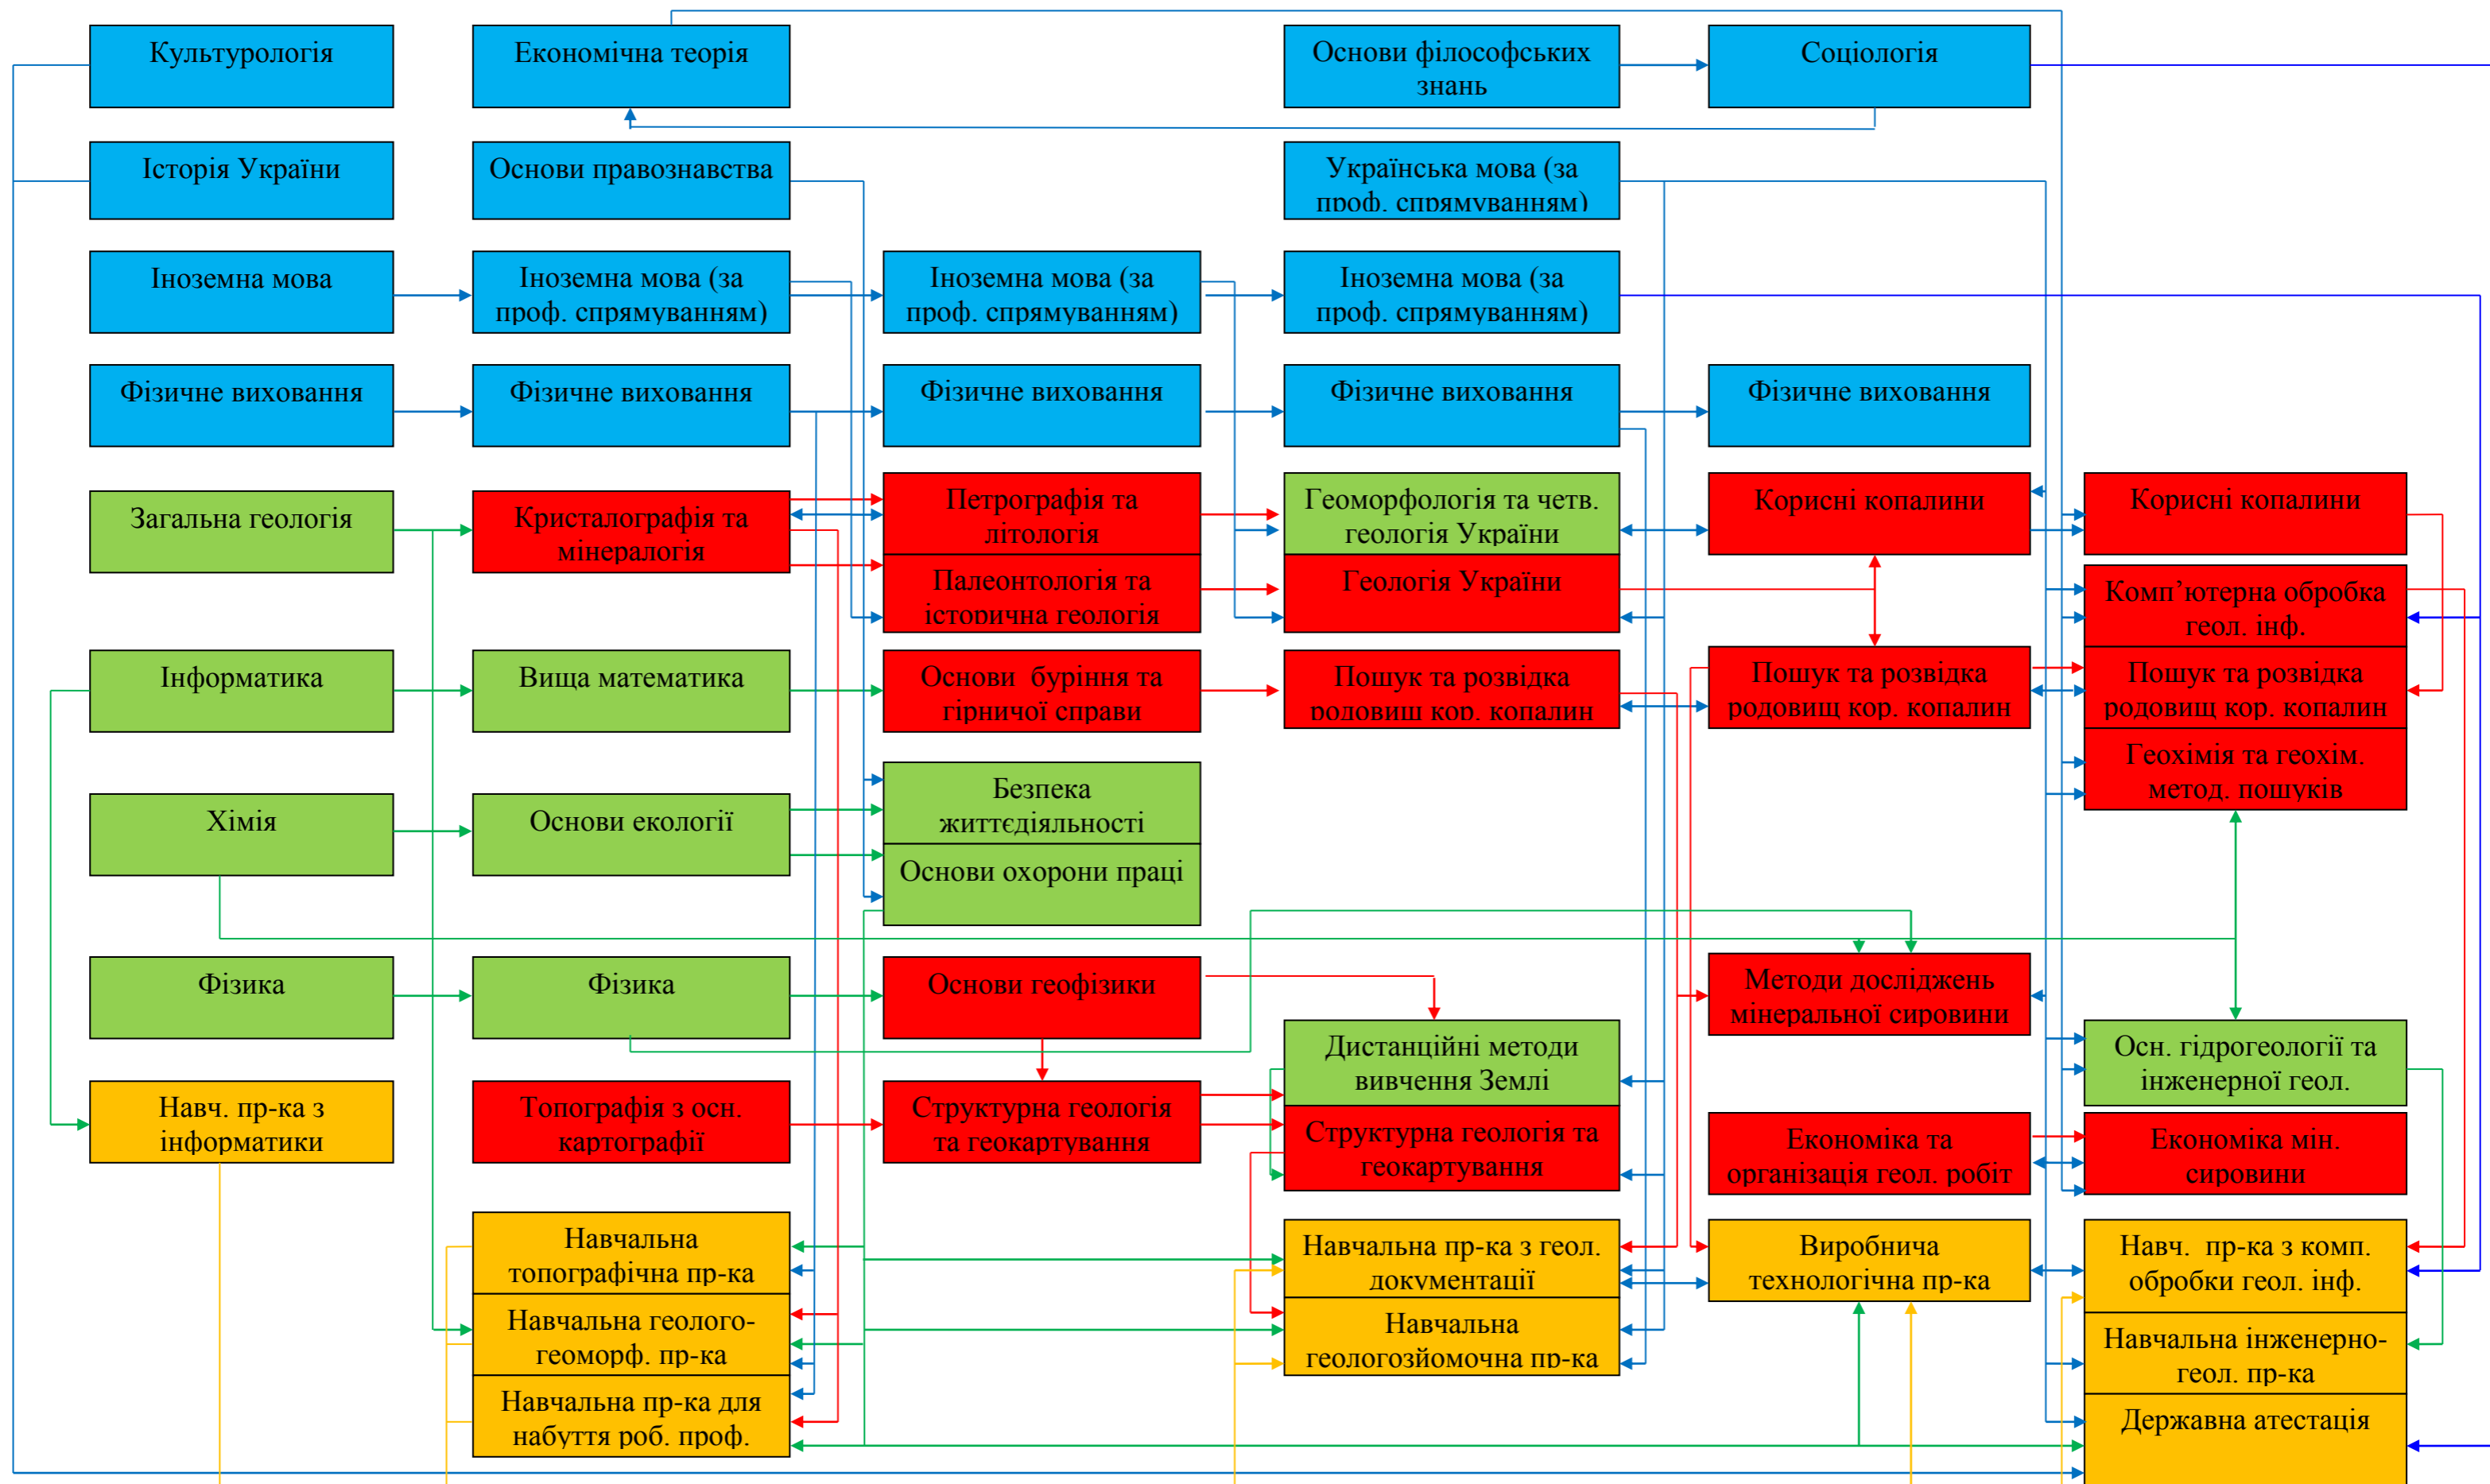 Культурологія
Економічна теорія
Основи філософських
знань
Соціологія
Історія України
Основи правознавства
Українська мова (за
проф. спрямуванням)
Іноземна мова
Іноземна мова (за
проф. спрямуванням)
Іноземна мова (за
проф. спрямуванням)
Іноземна мова (за
проф. спрямуванням)
Фізичне виховання
Фізичне виховання
Фізичне виховання
Фізичне виховання
Фізичне виховання
Загальна геологія
Кристалографія та
мінералогія
Петрографія та
літологія
Геоморфологія та четв.
геологія України
Корисні копалини
Корисні копалини
Палеонтологія та
історична геологія
Геологія України
Комп’ютерна обробка
геол. інф.
Інформатика
Вища математика
Основи буріння та
гірничої справи
Пошук та розвідка
родовищ кор. копалин
Пошук та розвідка
родовищ кор. копалин
Пошук та розвідка
родовищ кор. копалин
Геохімія та геохім.
метод. пошуків
Хімія
Основи екології
Безпека
життєдіяльності
Основи охорони праці
Фізика
Фізика
Основи геофізики
Методи досліджень
мінеральної сировини
Дистанційні методи
вивчення Землі
Осн. гідрогеології та
інженерної геол.
Навч. пр-ка з
інформатики
Топографія з осн.
картографії
Структурна геологія
та геокартування
Структурна геологія та
геокартування
Економіка та
організація геол. робіт
Економіка мін.
сировини
Навчальна
топографічна пр-ка
Навчальна пр-ка з геол.
документації
Виробнича
технологічна пр-ка
Навч. пр-ка з комп.
обробки геол. інф.
Навчальна геолого-
геоморф. пр-ка
Навчальна
геологозйомочна пр-ка
Навчальна інженерно-
геол. пр-ка
Навчальна пр-ка для
набуття роб. проф.
Державна атестація